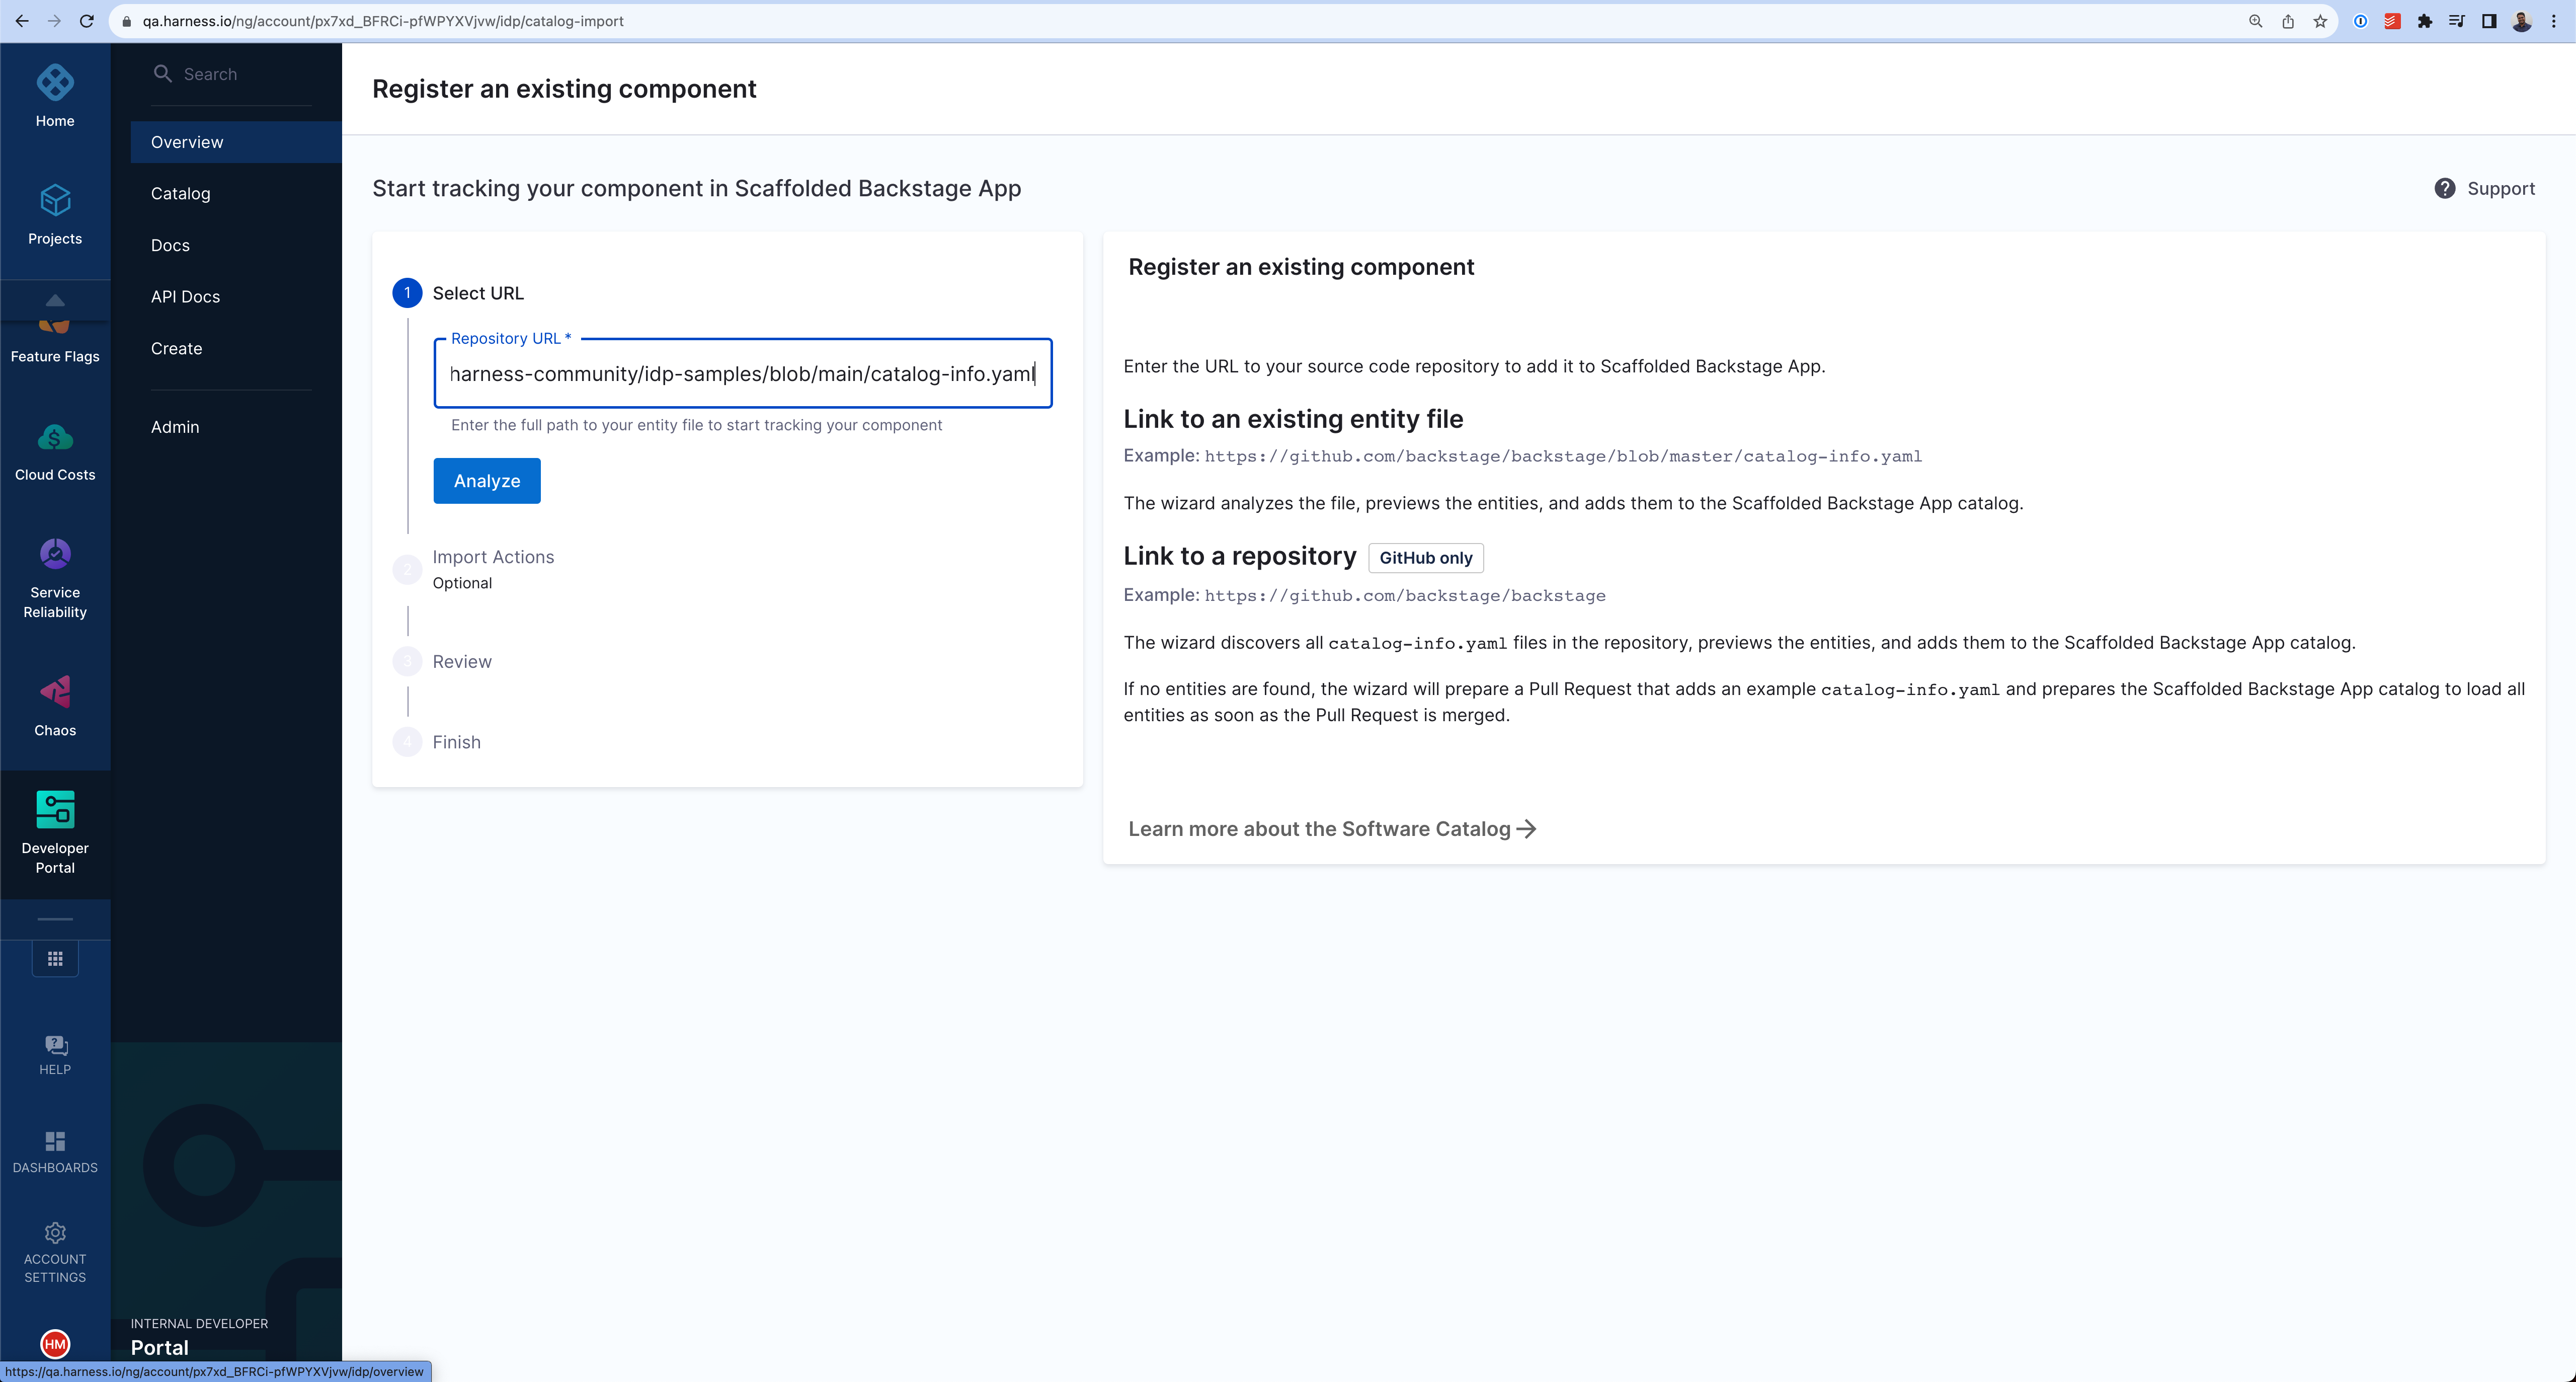 qa.harness.io/ng/account/px7xd_BFRCi-pfWPYXVjvw/idp/catalog-import
Home
Projects
Feature Flags
Cloud Costs
Service
Reliability
Chaos
Developer
Portal
HELP
DASHBOARDS
ACCOUNT
SETTINGS
HM
Search
Overview
Catalog
Docs
API Docs
Create
Admin
INTERNAL DEVELOPER
Portal
https://qa.harness.io/ng/account/px7xd_BFRCi-pfWPYXVjvw/idp/overview
Register an existing component
Start tracking your component in Scaffolded Backstage App
Support
1 Select URL
Repository URL *
harness-community/idp-samples/blob/main/catalog-info.yaml
Enter the full path to your entity file to start tracking your component
Analyze
2 Import Actions
Optional
3 Review
4 Finish
Register an existing component
Enter the URL to your source code repository to add it to Scaffolded Backstage App.
Link to an existing entity file
Example: https://github.com/backstage/backstage/blob/master/catalog-info.yaml
The wizard analyzes the file, previews the entities, and adds them to the Scaffolded Backstage App catalog.
Link to a repository GitHub only
Example: https://github.com/backstage/backstage
The wizard discovers all catalog-info.yaml files in the repository, previews the entities, and adds them to the Scaffolded Backstage App catalog.
If no entities are found, the wizard will prepare a Pull Request that adds an example catalog-info.yaml and prepares the Scaffolded Backstage App catalog to load all
entities as soon as the Pull Request is merged.
Learn more about the Software Catalog